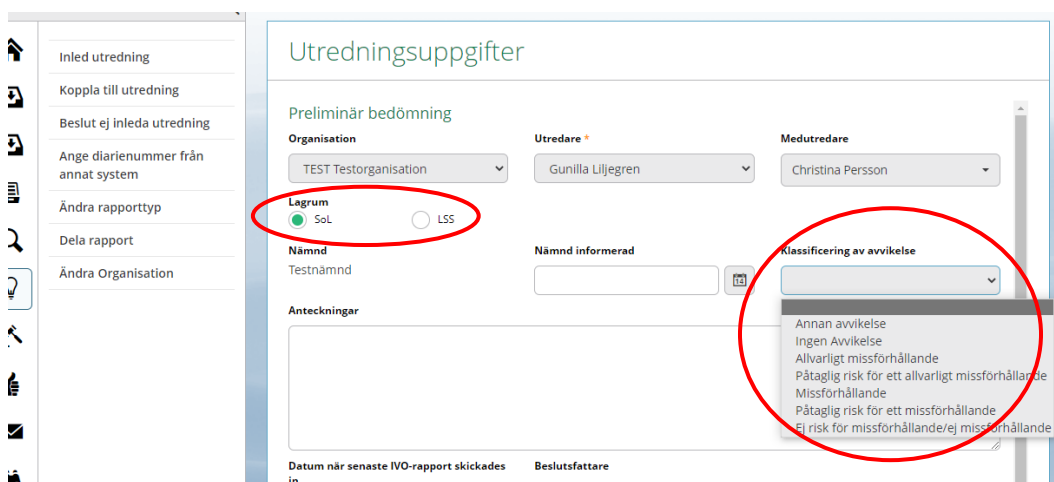 Inled utredning
Koppla till utredning
Beslut ej inleda utredning
Ange diarienummer från
annat system
Ändra rapporttyp
Dela rapport
Ändra Organisation
Utredningsuppgifter
Preliminär bedömning
Organisation
Utredare *
Medutredare
TEST Testorganisation
Gunilla Liljegren
Christina Persson
Lagrum
SoL
LSS
Nämnd
Nämnd informerad
Klassificering av avvikelse
Testnämnd
14
Anteckningar
Annan avvikelse
Ingen Avvikelse
Allvarligt missförhållande
Påtaglig risk för ett allvarligt missförhållande
Missförhållande
Påtaglig risk för ett missförhållande
Ej risk för missförhållande/ej missförhållande
Datum när senaste IVO-rapport skickades
in
Beslutsfattare